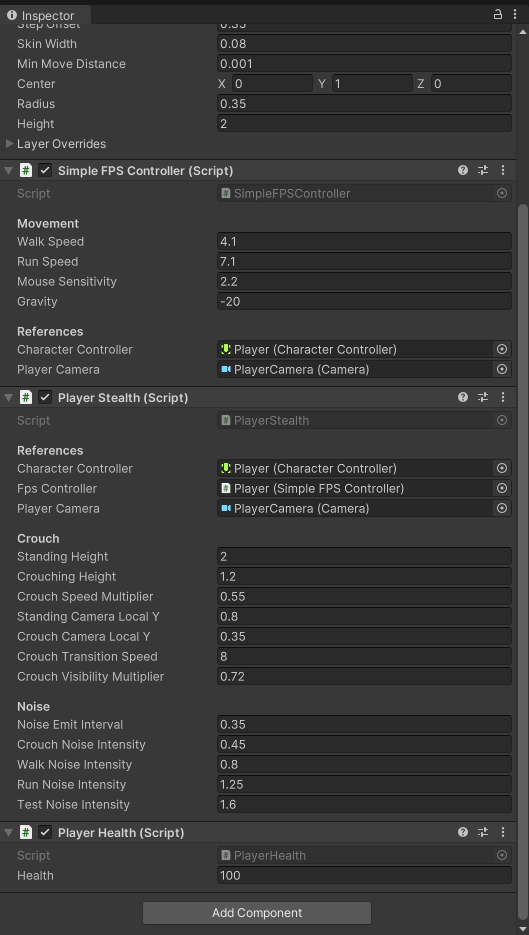 Inspector
Step Offset 0.35
Skin Width 0.08
Min Move Distance 0.001
Center X 0 Y 1 Z 0
Radius 0.35
Height 2
Layer Overrides
# Simple FPS Controller (Script)
Script # SimpleFPSController
Movement
Walk Speed 4.1
Run Speed 7.1
Mouse Sensitivity 2.2
Gravity -20
References
Character Controller Player (Character Controller)
Player Camera PlayerCamera (Camera)
# Player Stealth (Script)
Script # PlayerStealth
References
Character Controller Player (Character Controller)
Fps Controller # Player (Simple FPS Controller)
Player Camera PlayerCamera (Camera)
Crouch
Standing Height 2
Crouching Height 1.2
Crouch Speed Multiplier 0.55
Standing Camera Local Y 0.8
Crouch Camera Local Y 0.35
Crouch Transition Speed 8
Crouch Visibility Multiplier 0.72
Noise
Noise Emit Interval 0.35
Crouch Noise Intensity 0.45
Walk Noise Intensity 0.8
Run Noise Intensity 1.25
Test Noise Intensity 1.6
# Player Health (Script)
Script # PlayerHealth
Health 100
Add Component